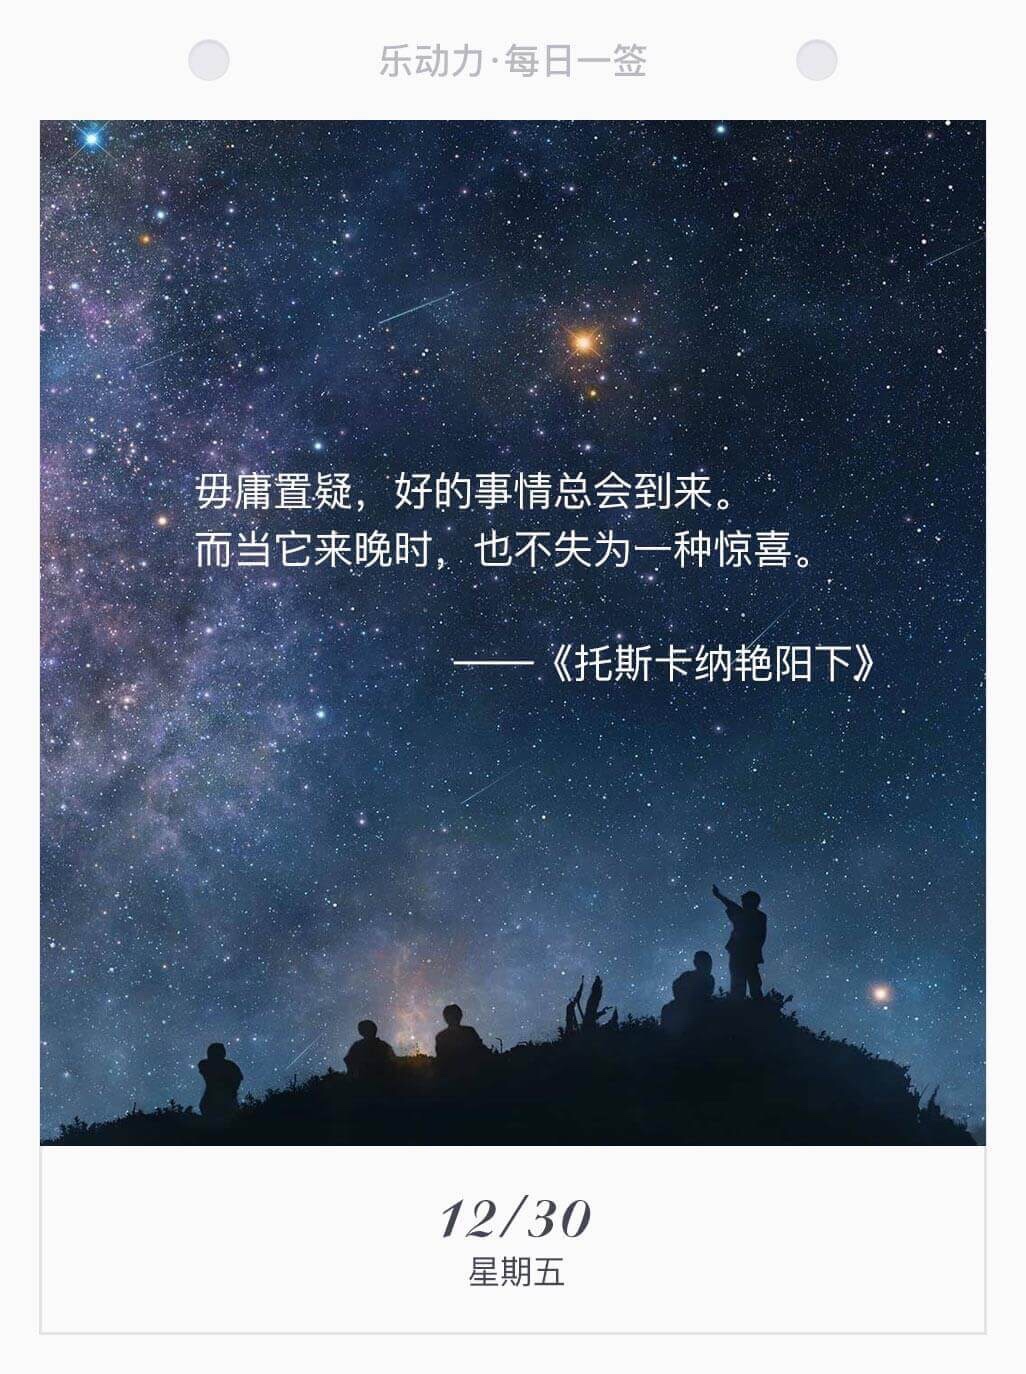 乐动力·每日一签
毋庸置疑，好的事情总会到来。
而当它来晚时，也不失为一种惊喜。
——《托斯卡纳艳阳下》
12/30
星期五